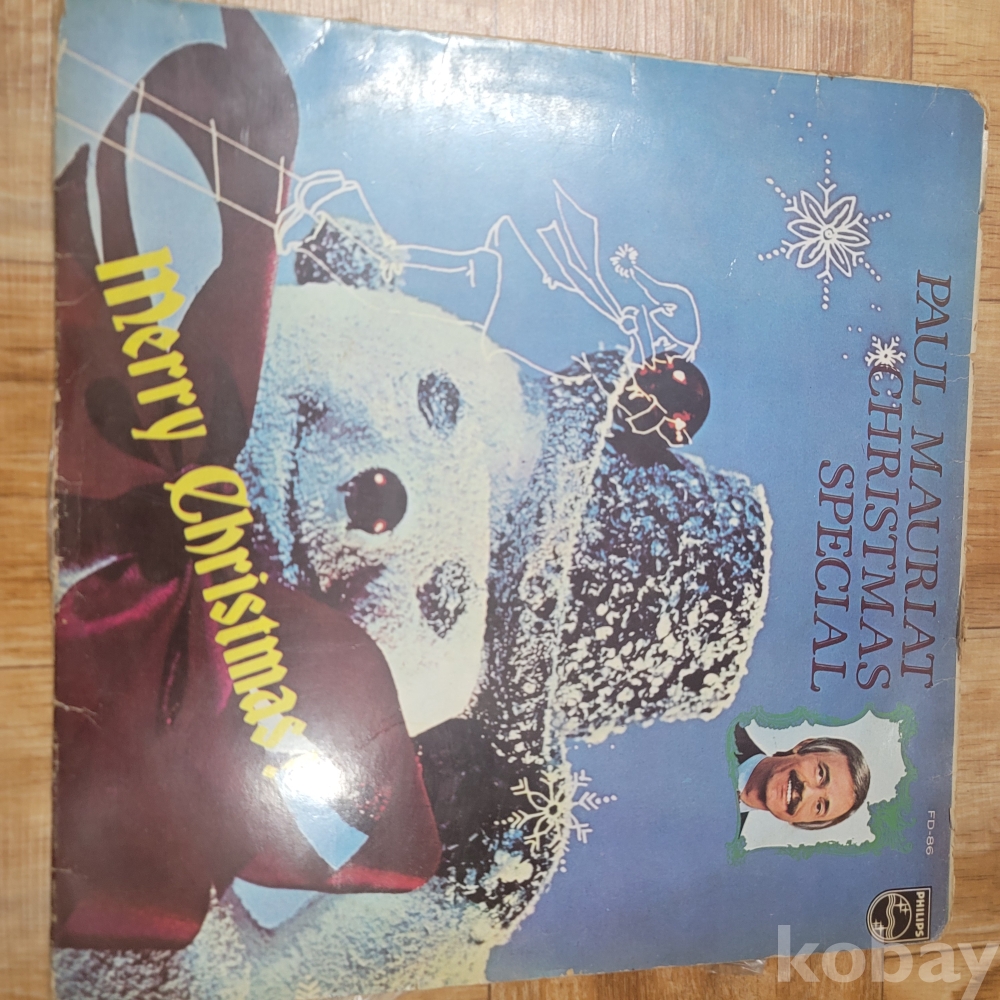 PAUL MAURIAT
CHRISTMAS
SPECIAL
FD-86
PHILIPS
Merry Christmas!
kobay